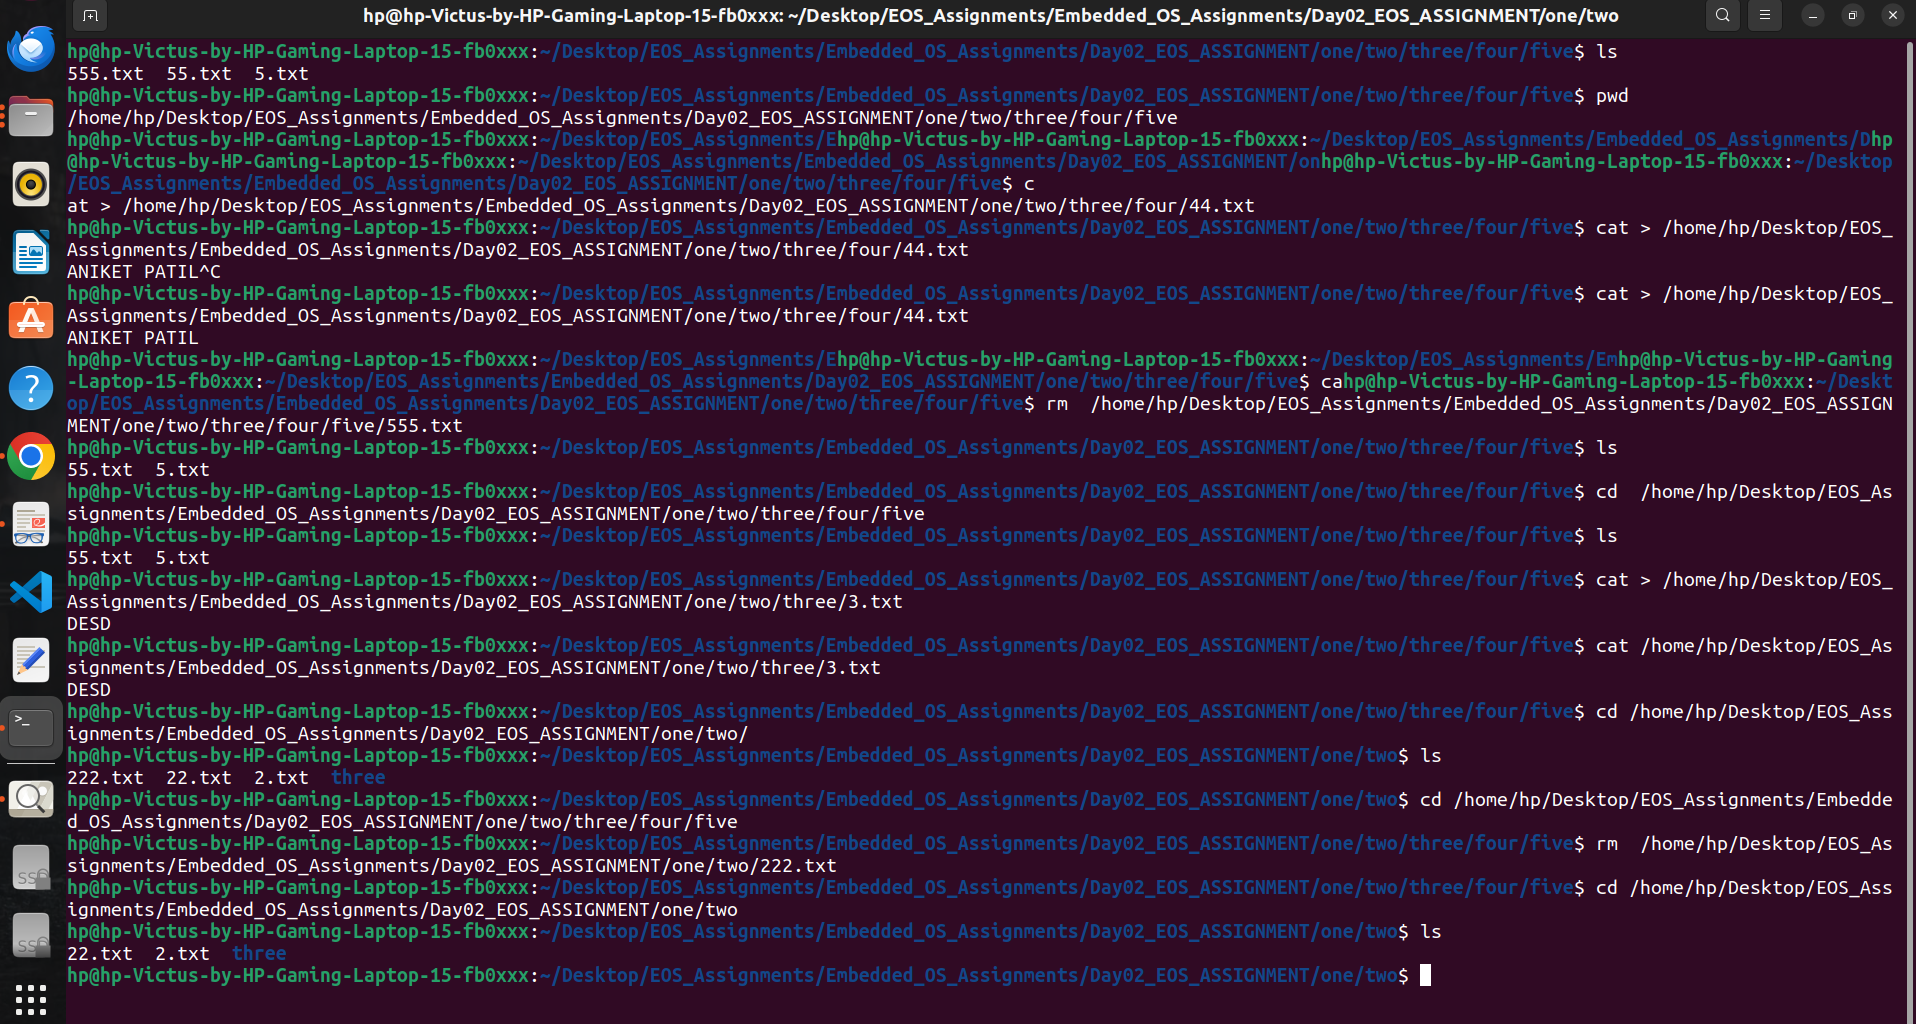 hp@hp-Victus-by-HP-Gaming-Laptop-15-fb0xxx: ~/Desktop/EOS_Assignments/Embedded_OS_Assignments/Day02_EOS_ASSIGNMENT/one/two
hp@hp-Victus-by-HP-Gaming-Laptop-15-fb0xxx:~/Desktop/EOS_Assignments/Embedded_OS_Assignments/Day02_EOS_ASSIGNMENT/one/two/three/four/five$ ls
555.txt  55.txt  5.txt
hp@hp-Victus-by-HP-Gaming-Laptop-15-fb0xxx:~/Desktop/EOS_Assignments/Embedded_OS_Assignments/Day02_EOS_ASSIGNMENT/one/two/three/four/five$ pwd
/home/hp/Desktop/EOS_Assignments/Embedded_OS_Assignments/Day02_EOS_ASSIGNMENT/one/two/three/four/five
hp@hp-Victus-by-HP-Gaming-Laptop-15-fb0xxx:~/Desktop/EOS_Assignments/Ehp@hp-Victus-by-HP-Gaming-Laptop-15-fb0xxx:~/Desktop/EOS_Assignments/Embedded_OS_Assignments/Dhp
@hp-Victus-by-HP-Gaming-Laptop-15-fb0xxx:~/Desktop/EOS_Assignments/Embedded_OS_Assignments/Day02_EOS_ASSIGNMENT/onhp@hp-Victus-by-HP-Gaming-Laptop-15-fb0xxx:~/Desktop
/EOS_Assignments/Embedded_OS_Assignments/Day02_EOS_ASSIGNMENT/one/two/three/four/five$ c
at > /home/hp/Desktop/EOS_Assignments/Embedded_OS_Assignments/Day02_EOS_ASSIGNMENT/one/two/three/four/44.txt
hp@hp-Victus-by-HP-Gaming-Laptop-15-fb0xxx:~/Desktop/EOS_Assignments/Embedded_OS_Assignments/Day02_EOS_ASSIGNMENT/one/two/three/four/five$ cat > /home/hp/Desktop/EOS_
Assignments/Embedded_OS_Assignments/Day02_EOS_ASSIGNMENT/one/two/three/four/44.txt
ANIKET PATIL^C
hp@hp-Victus-by-HP-Gaming-Laptop-15-fb0xxx:~/Desktop/EOS_Assignments/Embedded_OS_Assignments/Day02_EOS_ASSIGNMENT/one/two/three/four/five$ cat > /home/hp/Desktop/EOS_
Assignments/Embedded_OS_Assignments/Day02_EOS_ASSIGNMENT/one/two/three/four/44.txt
ANIKET PATIL
hp@hp-Victus-by-HP-Gaming-Laptop-15-fb0xxx:~/Desktop/EOS_Assignments/Ehp@hp-Victus-by-HP-Gaming-Laptop-15-fb0xxx:~/Desktop/EOS_Assignments/Emhp@hp-Victus-by-HP-Gaming
-Laptop-15-fb0xxx:~/Desktop/EOS_Assignments/Embedded_OS_Assignments/Day02_EOS_ASSIGNMENT/one/two/three/four/five$ cahp@hp-Victus-by-HP-Gaming-Laptop-15-fb0xxx:~/Deskt
op/EOS_Assignments/Embedded_OS_Assignments/Day02_EOS_ASSIGNMENT/one/two/three/four/five$ rm  /home/hp/Desktop/EOS_Assignments/Embedded_OS_Assignments/Day02_EOS_ASSIGN
MENT/one/two/three/four/five/555.txt
hp@hp-Victus-by-HP-Gaming-Laptop-15-fb0xxx:~/Desktop/EOS_Assignments/Embedded_OS_Assignments/Day02_EOS_ASSIGNMENT/one/two/three/four/five$ ls
55.txt  5.txt
hp@hp-Victus-by-HP-Gaming-Laptop-15-fb0xxx:~/Desktop/EOS_Assignments/Embedded_OS_Assignments/Day02_EOS_ASSIGNMENT/one/two/three/four/five$ cd  /home/hp/Desktop/EOS_As
signments/Embedded_OS_Assignments/Day02_EOS_ASSIGNMENT/one/two/three/four/five
hp@hp-Victus-by-HP-Gaming-Laptop-15-fb0xxx:~/Desktop/EOS_Assignments/Embedded_OS_Assignments/Day02_EOS_ASSIGNMENT/one/two/three/four/five$ ls
55.txt  5.txt
hp@hp-Victus-by-HP-Gaming-Laptop-15-fb0xxx:~/Desktop/EOS_Assignments/Embedded_OS_Assignments/Day02_EOS_ASSIGNMENT/one/two/three/four/five$ cat > /home/hp/Desktop/EOS_
Assignments/Embedded_OS_Assignments/Day02_EOS_ASSIGNMENT/one/two/three/3.txt
DESD
hp@hp-Victus-by-HP-Gaming-Laptop-15-fb0xxx:~/Desktop/EOS_Assignments/Embedded_OS_Assignments/Day02_EOS_ASSIGNMENT/one/two/three/four/five$ cat /home/hp/Desktop/EOS_As
signments/Embedded_OS_Assignments/Day02_EOS_ASSIGNMENT/one/two/three/3.txt
DESD
hp@hp-Victus-by-HP-Gaming-Laptop-15-fb0xxx:~/Desktop/EOS_Assignments/Embedded_OS_Assignments/Day02_EOS_ASSIGNMENT/one/two/three/four/five$ cd /home/hp/Desktop/EOS_Ass
ignments/Embedded_OS_Assignments/Day02_EOS_ASSIGNMENT/one/two/
hp@hp-Victus-by-HP-Gaming-Laptop-15-fb0xxx:~/Desktop/EOS_Assignments/Embedded_OS_Assignments/Day02_EOS_ASSIGNMENT/one/two$ ls
222.txt  22.txt  2.txt  three
hp@hp-Victus-by-HP-Gaming-Laptop-15-fb0xxx:~/Desktop/EOS_Assignments/Embedded_OS_Assignments/Day02_EOS_ASSIGNMENT/one/two$ cd /home/hp/Desktop/EOS_Assignments/Embedde
d_OS_Assignments/Day02_EOS_ASSIGNMENT/one/two/three/four/five
hp@hp-Victus-by-HP-Gaming-Laptop-15-fb0xxx:~/Desktop/EOS_Assignments/Embedded_OS_Assignments/Day02_EOS_ASSIGNMENT/one/two/three/four/five$ rm  /home/hp/Desktop/EOS_As
signments/Embedded_OS_Assignments/Day02_EOS_ASSIGNMENT/one/two/222.txt
hp@hp-Victus-by-HP-Gaming-Laptop-15-fb0xxx:~/Desktop/EOS_Assignments/Embedded_OS_Assignments/Day02_EOS_ASSIGNMENT/one/two/three/four/five$ cd /home/hp/Desktop/EOS_Ass
ignments/Embedded_OS_Assignments/Day02_EOS_ASSIGNMENT/one/two
hp@hp-Victus-by-HP-Gaming-Laptop-15-fb0xxx:~/Desktop/EOS_Assignments/Embedded_OS_Assignments/Day02_EOS_ASSIGNMENT/one/two$ ls
22.txt  2.txt  three
hp@hp-Victus-by-HP-Gaming-Laptop-15-fb0xxx:~/Desktop/EOS_Assignments/Embedded_OS_Assignments/Day02_EOS_ASSIGNMENT/one/two$